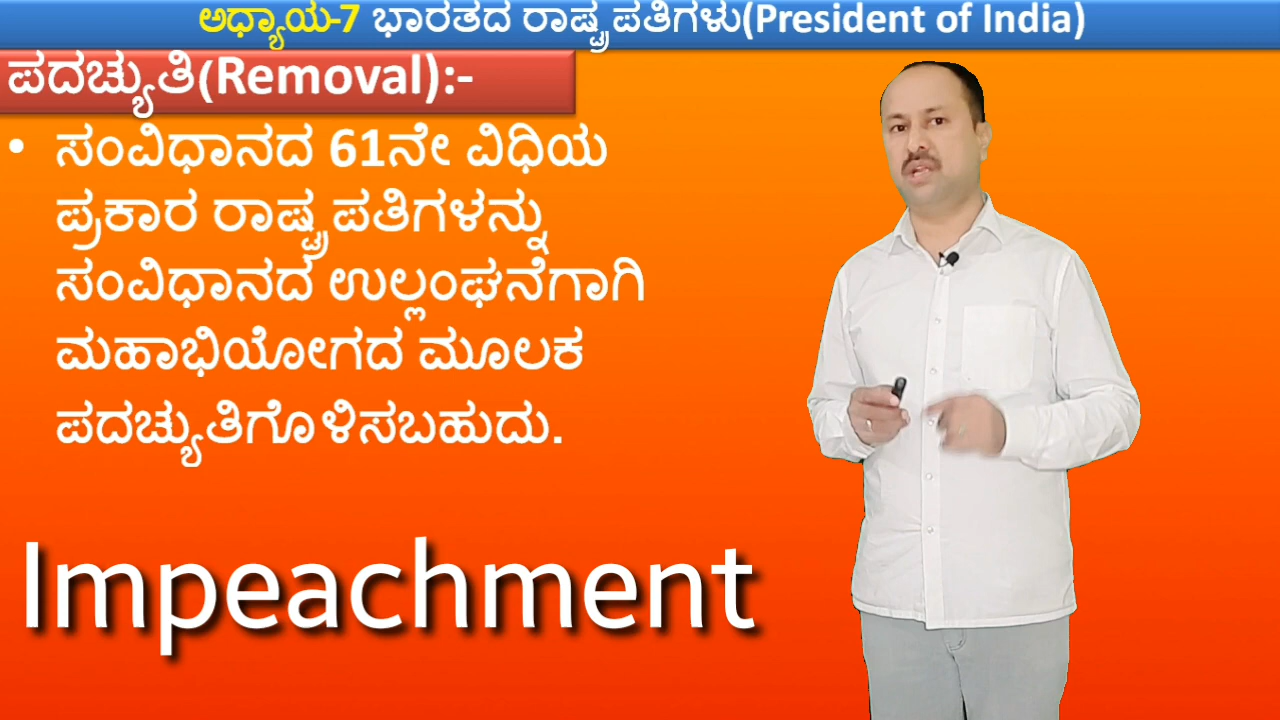 ಅಧ್ಯಾಯ-7 ಭಾರತದ ರಾಷ್ಟ್ರಪತಿಗಳು(President of India)
ಪದಚ್ಯುತಿ(Removal):-
• ಸಂವಿಧಾನದ 61ನೇ ವಿಧಿಯ
ಪ್ರಕಾರ ರಾಷ್ಟ್ರಪತಿಗಳನ್ನು
ಸಂವಿಧಾನದ ಉಲ್ಲಂಘನೆಗಾಗಿ
ಮಹಾಭಿಯೋಗದ ಮೂಲಕ
ಪದಚ್ಯುತಿಗೊಳಿಸಬಹುದು.
Impeachment